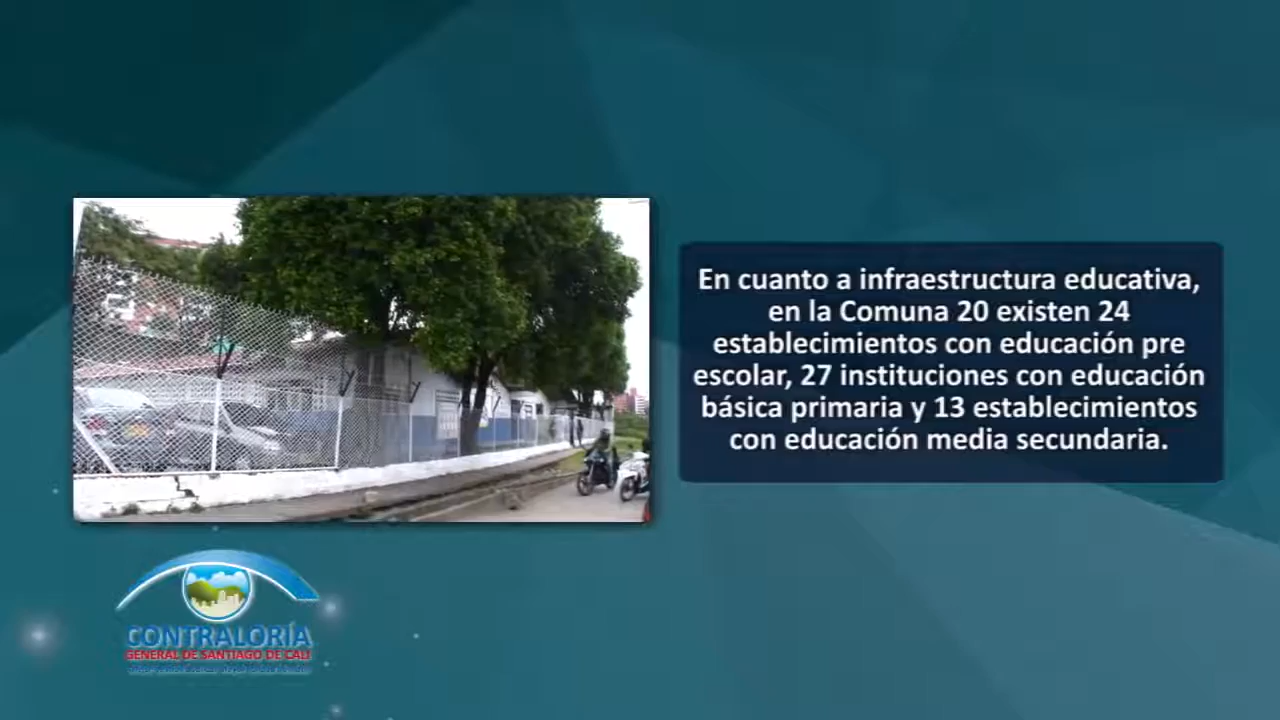 En cuanto a infraestructura educativa,
en la Comuna 20 existen 24
establecimientos con educación pre
escolar, 27 instituciones con educación
básica primaria y 13 establecimientos
con educación media secundaria.
CONTRALORÍA
GENERAL DE SANTIAGO DE CALI